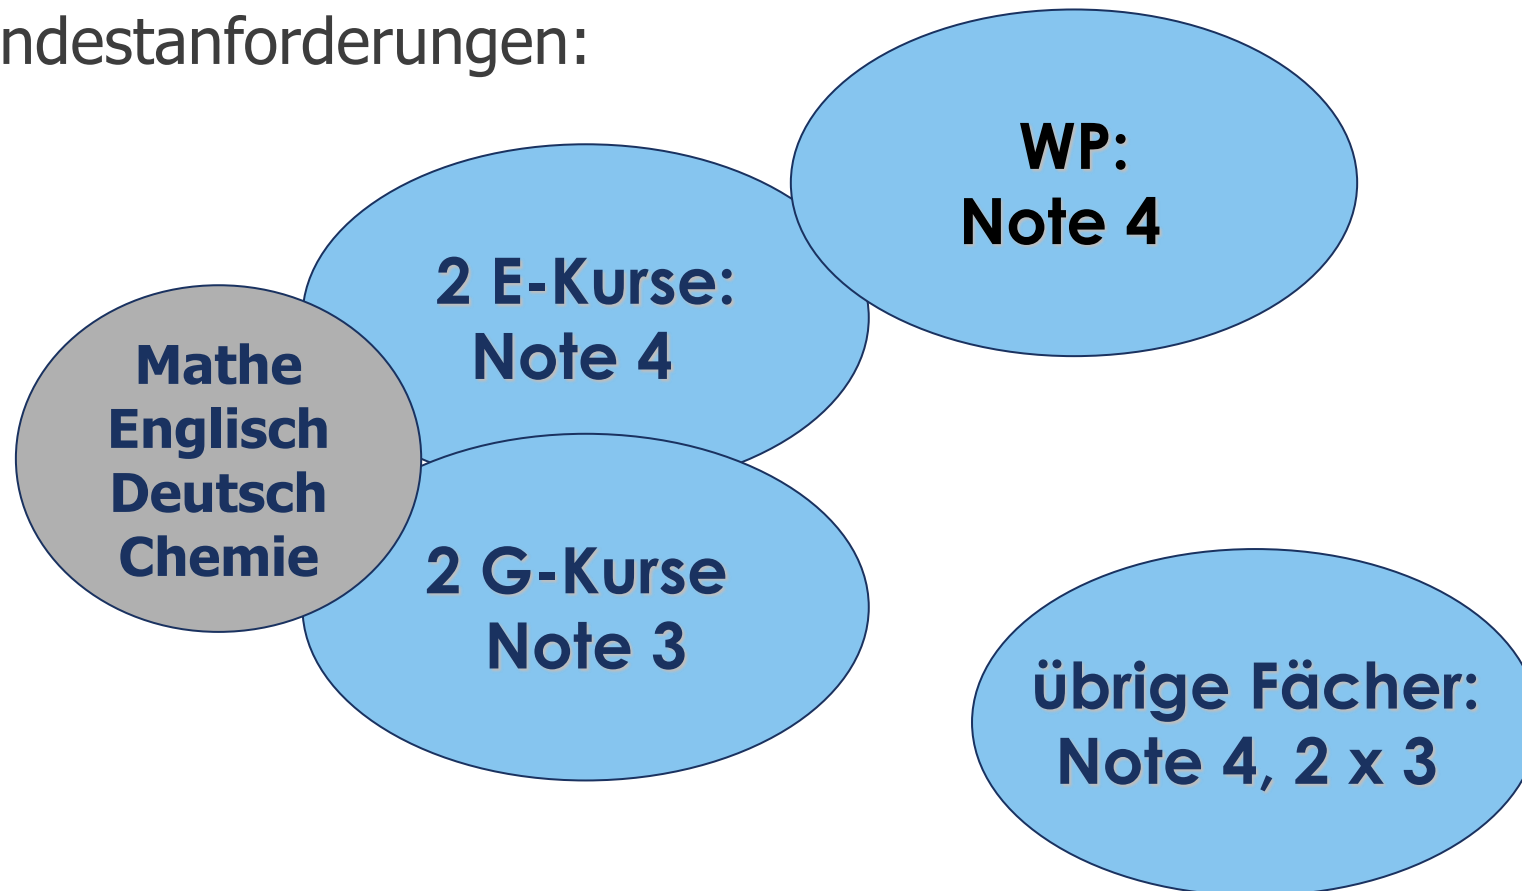 ndestanforderungen:
WP:
Note 4
2 E-Kurse:
Note 4
Mathe
Englisch
Deutsch
Chemie
2 G-Kurse
Note 3
übrige Fächer:
Note 4, 2 x 3